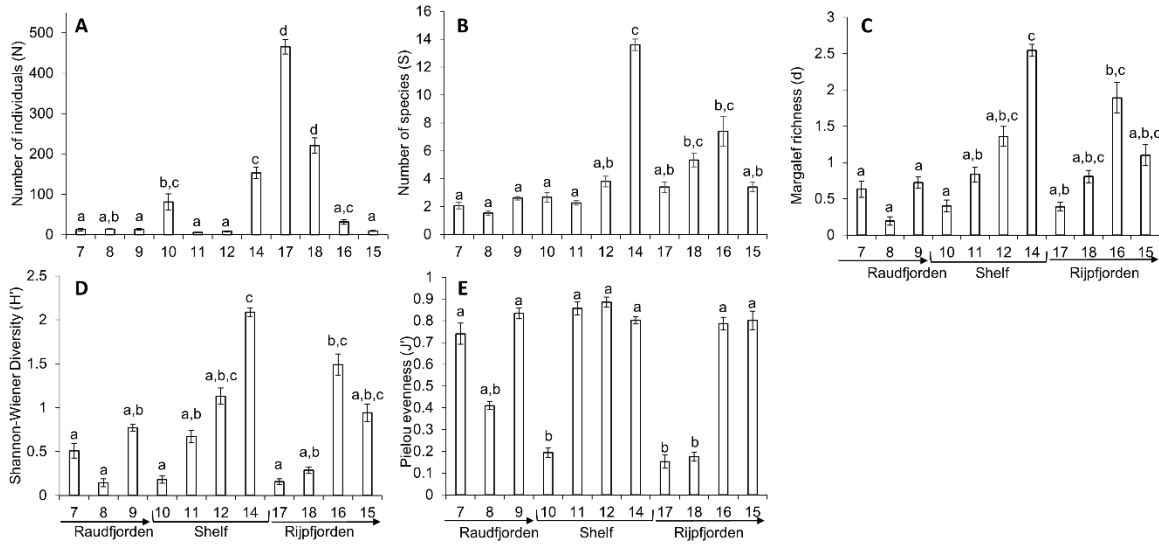 A
Number of individuals (N)
500
400
300
200
100
0
a a,b a b,c a a c d d a,c a
7 8 9 10 11 12 14 17 18 16 15
B
Number of species (S)
16
14
12
10
8
6
4
2
0
a a a a a a,b c a,b b,c b,c a,b
7 8 9 10 11 12 14 17 18 16 15
C
Margalef richness (d)
3
2.5
2
1.5
1
0.5
0
a a a a a,b a,b,c c a,b a,b,c b,c a,b,c
7 8 9 10 11 12 14 17 18 16 15
Raudfjorden Shelf Rijpfjorden
D
Shannon-Wiener Diversity (H')
2.5
2
1.5
1
0.5
0
a a a,b a a,b a,b,c c a a,b b,c a,b,c
7 8 9 10 11 12 14 17 18 16 15
Raudfjorden Shelf Rijpfjorden
E
Pielou evenness (J')
1
0.9
0.8
0.7
0.6
0.5
0.4
0.3
0.2
0.1
0
a a,b a b a a a b b a a
7 8 9 10 11 12 14 17 18 16 15
Raudfjorden Shelf Rijpfjorden